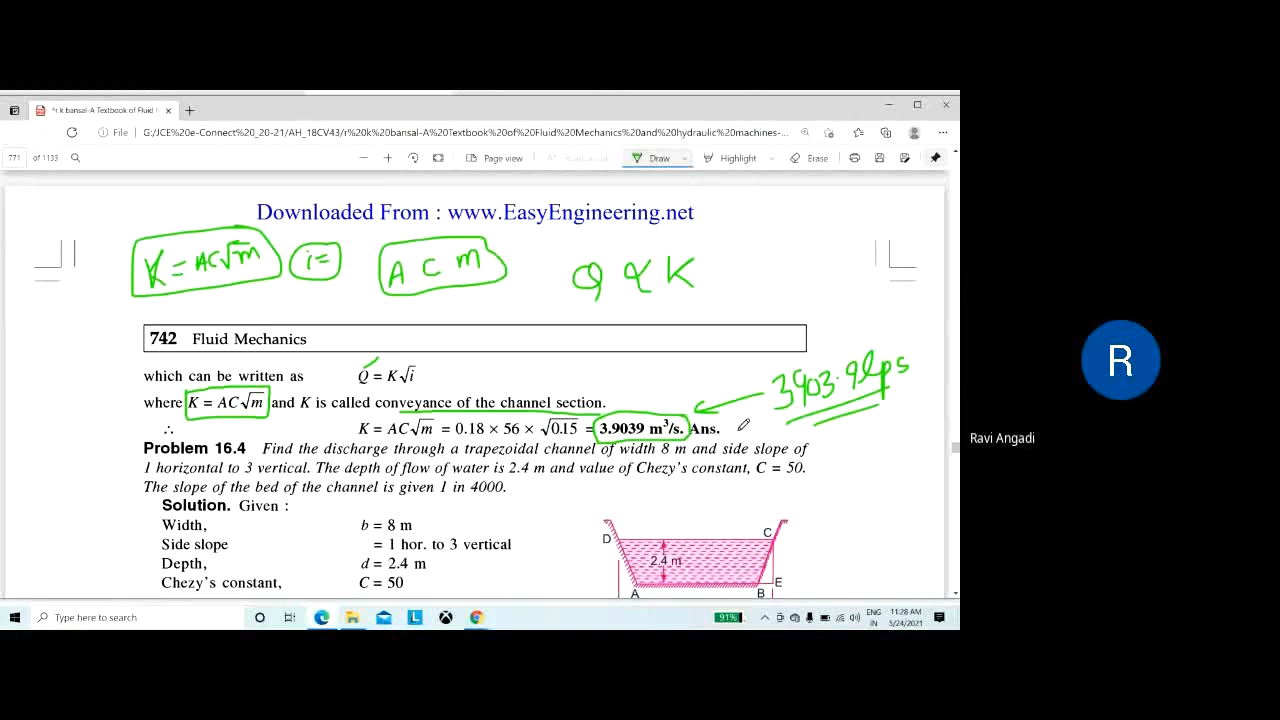 *r k bansal-A Textbook of Fluid M
File G:/JCE%20e-Connect%20_20-21/AH_18CV43/r%20k%20bansal-A%20Textbook%20of%20Fluid%20Mechanics%20and%20hydraulic%20machines-...
771 of 1133 Page view Read aloud Draw Highlight Erase
Downloaded From : www.EasyEngineering.net
K = AC√m i= A C m Q ∝ K
742 Fluid Mechanics
which can be written as Q = K√i
3903.9lps
where K = AC√m and K is called conveyance of the channel section.
∴ K = AC√m = 0.18 × 56 × √0.15 = 3.9039 m³/s. Ans.
Problem 16.4 Find the discharge through a trapezoidal channel of width 8 m and side slope of
1 horizontal to 3 vertical. The depth of flow of water is 2.4 m and value of Chezy's constant, C = 50.
The slope of the bed of the channel is given 1 in 4000.
Solution. Given :
Width, b = 8 m
Side slope = 1 hor. to 3 vertical
Depth, d = 2.4 m
Chezy's constant, C = 50
D C
2.4 m
A B E
Type here to search
L
91%
ENG
IN
11:28 AM
5/24/2021
R
Ravi Angadi